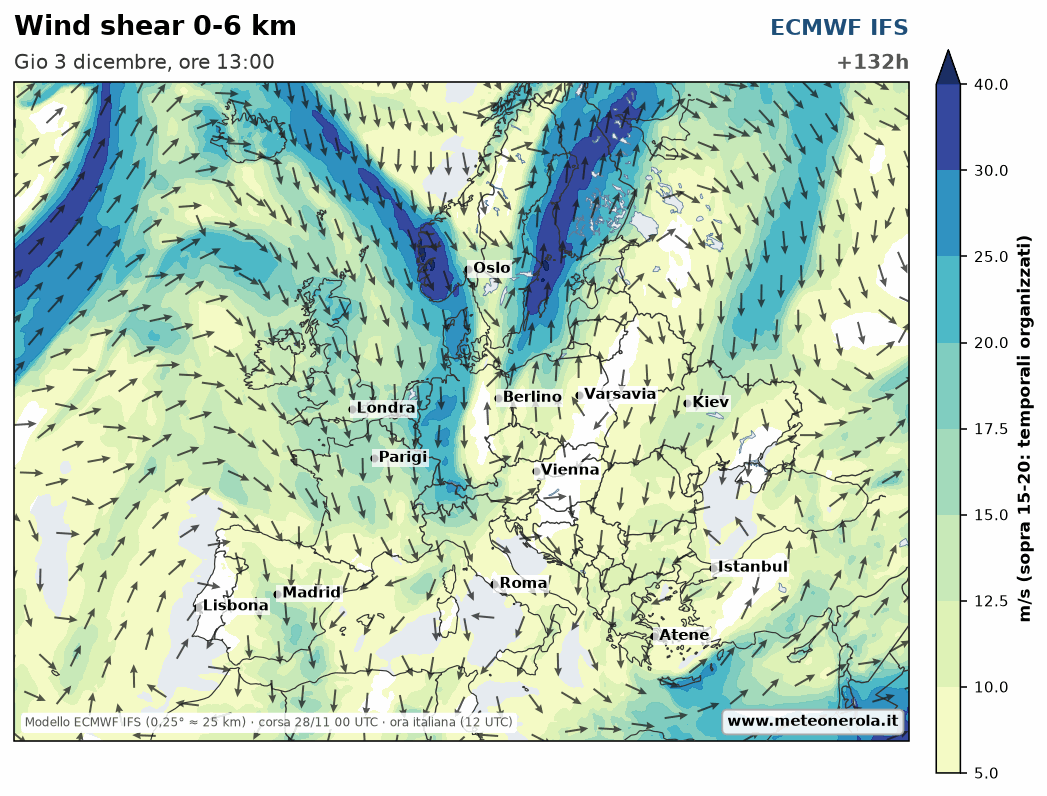 Wind shear 0-6 km
ECMWF IFS
Gio 3 dicembre, ore 13:00
+132h
40.0
30.0
25.0
20.0
17.5
15.0
12.5
10.0
5.0
m/s (sopra 15-20: temporali organizzati)
Oslo
Berlino
Varsavia
Kiev
Londra
Parigi
Vienna
Istanbul
Roma
Madrid
Lisbona
Atene
Modello ECMWF IFS (0,25° ≈ 25 km) · corsa 28/11 00 UTC · ora italiana (12 UTC)
www.meteonerola.it